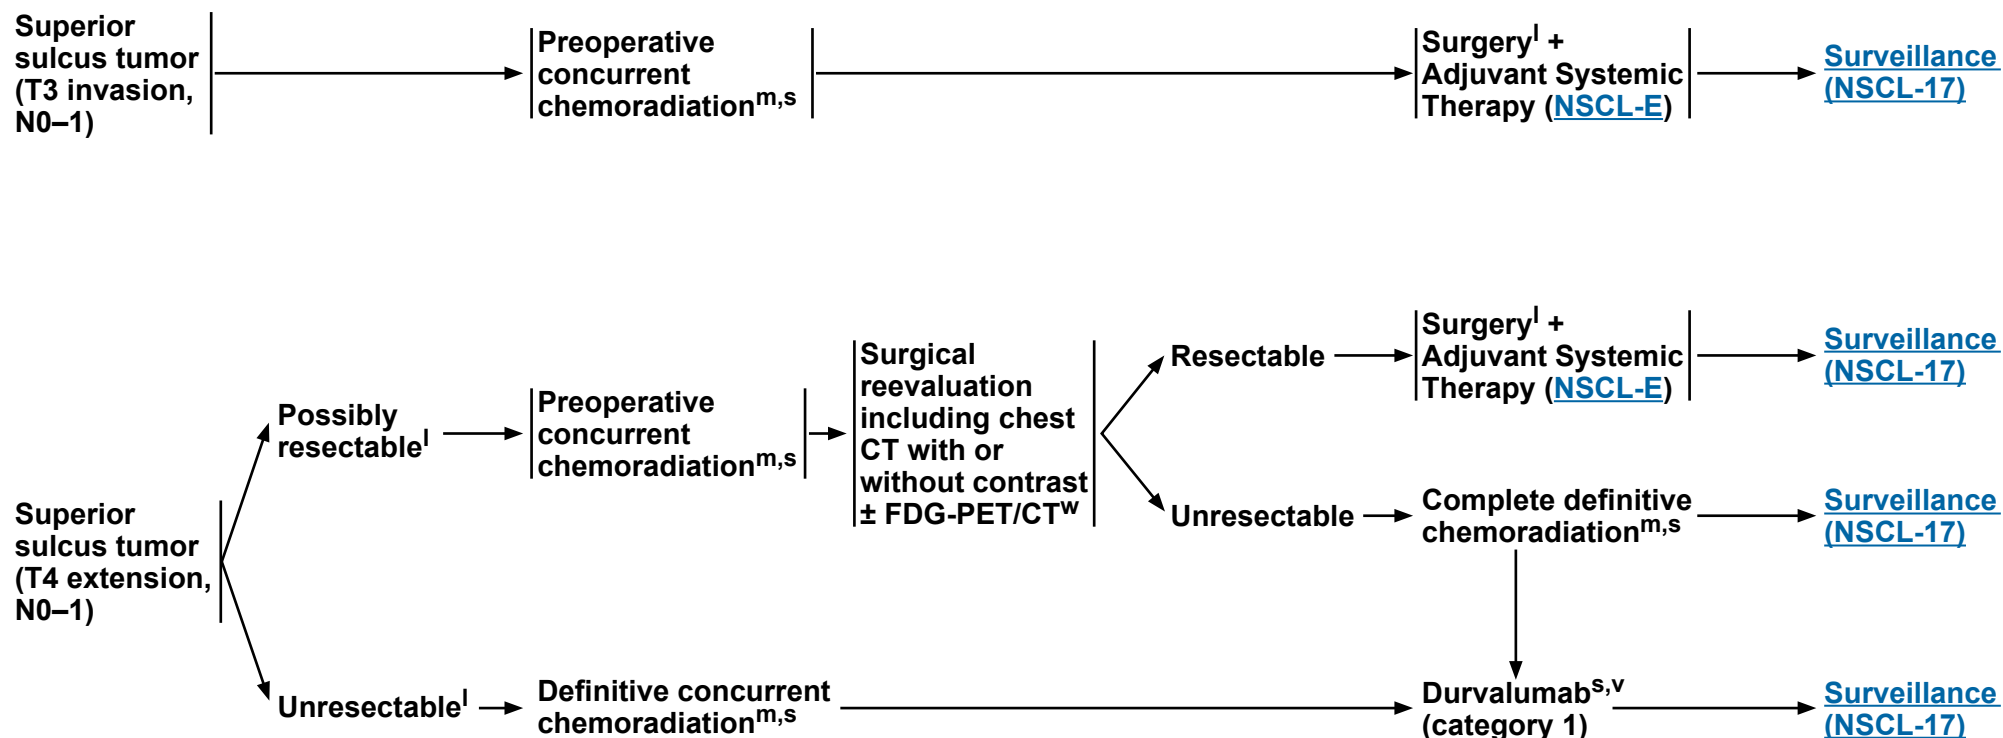 Superior
sulcus tumor
(T3 invasion,
N0–1)
Preoperative
concurrent
chemoradiationm,s
Surgeryl +
Adjuvant Systemic
Therapy (NSCL-E)
Surveillance
(NSCL-17)
Superior
sulcus tumor
(T4 extension,
N0–1)
Possibly
resectablel
Preoperative
concurrent
chemoradiationm,s
Surgical
reevaluation
including chest
CT with or
without contrast
± FDG-PET/CTw
Resectable
Surgeryl +
Adjuvant Systemic
Therapy (NSCL-E)
Surveillance
(NSCL-17)
Unresectable
Complete definitive
chemoradiationm,s
Surveillance
(NSCL-17)
Unresectablel
Definitive concurrent
chemoradiationm,s
Durvalumabs,v
(category 1)
Surveillance
(NSCL-17)